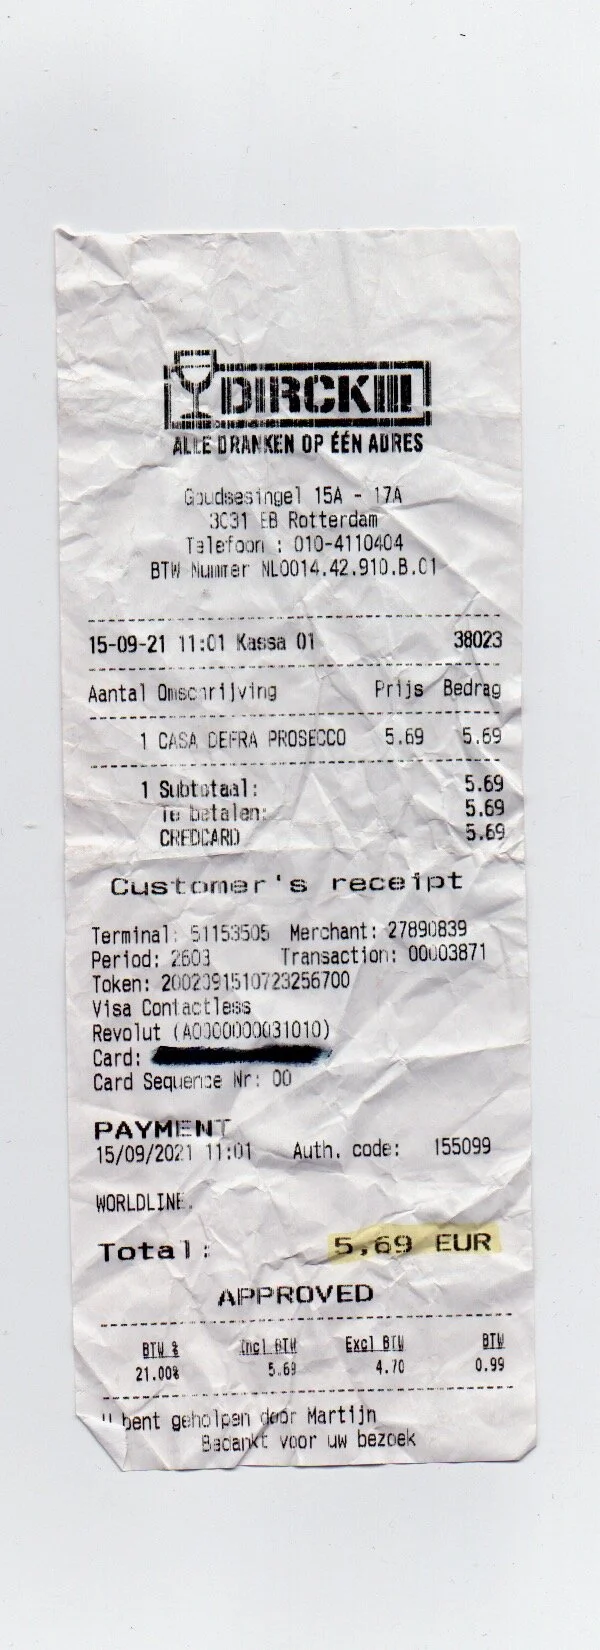 DIRCKIII
ALLE DRANKEN OP ÉÉN ADRES
Goudsesingel 15A - 17A
3031 EB Rotterdam
Telefoon : 010-4110404
BTW Nummer NL0014.42.910.B.01
15-09-21 11:01 Kassa 01 38023
Aantal Omschrijving Prijs Bedrag
1 CASA DEFRA PROSECCO 5.69 5.69
1 Subtotaal: 5.69
Te betalen: 5.69
CREDCARD 5.69
Customer's receipt
Terminal: 51153505 Merchant: 27890839
Period: 2603 Transaction: 00003871
Token: 2002091510723256700
Visa Contactless
Revolut (A0000000031010)
Card:
Card Sequence Nr: 00
PAYMENT
15/09/2021 11:01 Auth. code: 155099
WORLDLINE.
Total: 5,69 EUR
APPROVED
BTW % Incl BTW Excl BTW BTW
21.00% 5.69 4.70 0.99
U bent geholpen door Martijn
Bedankt voor uw bezoek